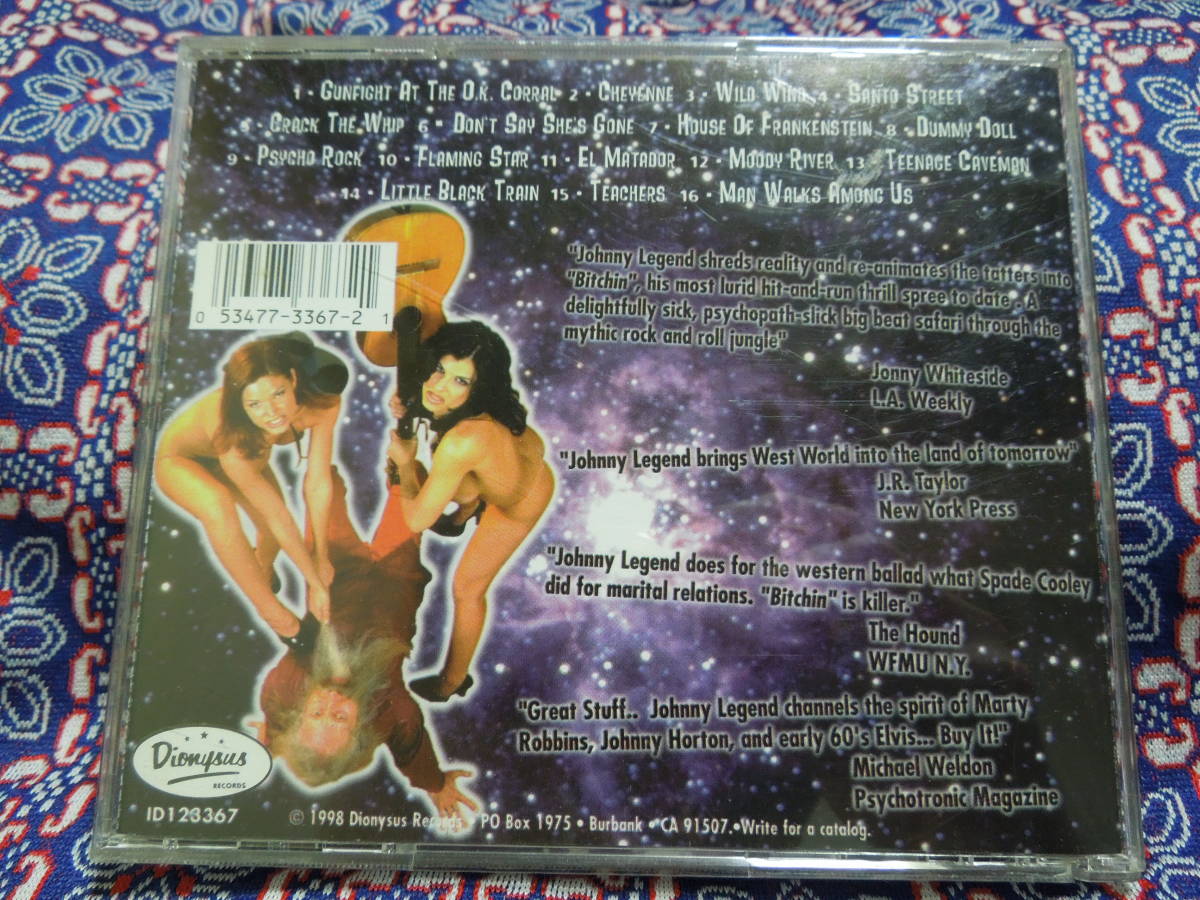 1 · Gunfight At The O.K. Corral 2 · Cheyenne 3 · Wild Wind 4 · Santo Street
5 · Crack The Whip 6 · Don't Say She's Gone 7 · House Of Frankenstein 8 · Dummy Doll
9 · Psycho Rock 10 · Flaming Star 11 · El Matador 12 · Moody River 13 · Teenage Caveman
14 · Little Black Train 15 · Teachers 16 · Man Walks Among Us
0 53477-3367-2 1
"Johnny Legend shreds reality and re-animates the tatters into
"Bitchin", his most lurid hit-and-run thrill spree to date. A
delightfully sick, psychopath-slick big beat safari through the
mythic rock and roll jungle"
Jonny Whiteside
L.A. Weekly
"Johnny Legend brings West World into the land of tomorrow"
J.R. Taylor
New York Press
"Johnny Legend does for the western ballad what Spade Cooley
did for marital relations. "Bitchin" is killer."
The Hound
WFMU N.Y.
"Great Stuff.. Johnny Legend channels the spirit of Marty
Robbins, Johnny Horton, and early 60's Elvis... Buy It!"
Michael Weldon
Psychotronic Magazine
Dionysus
RECORDS
ID123367
© 1998 Dionysus Records • PO Box 1975 • Burbank • CA 91507.•Write for a catalog.